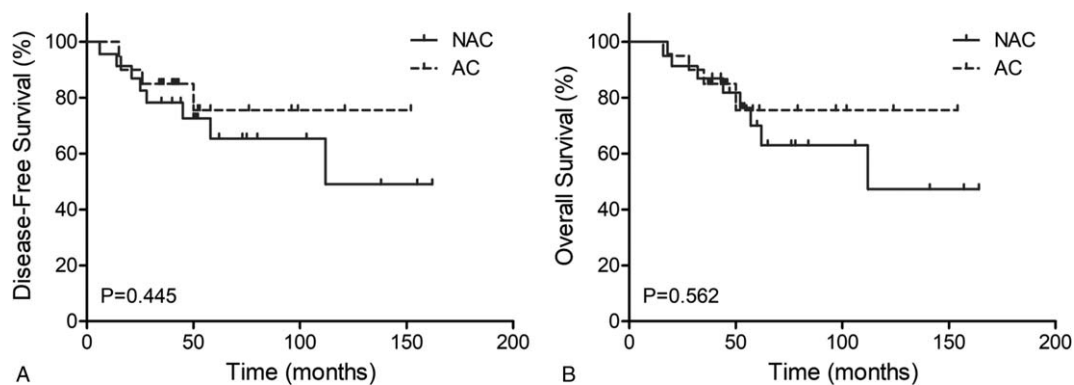 NAC
AC
Disease-Free Survival (%)
100
80
60
40
20
0
P=0.445
0 50 100 150 200
Time (months)
A
NAC
AC
Overall Survival (%)
100
80
60
40
20
0
P=0.562
0 50 100 150 200
Time (months)
B